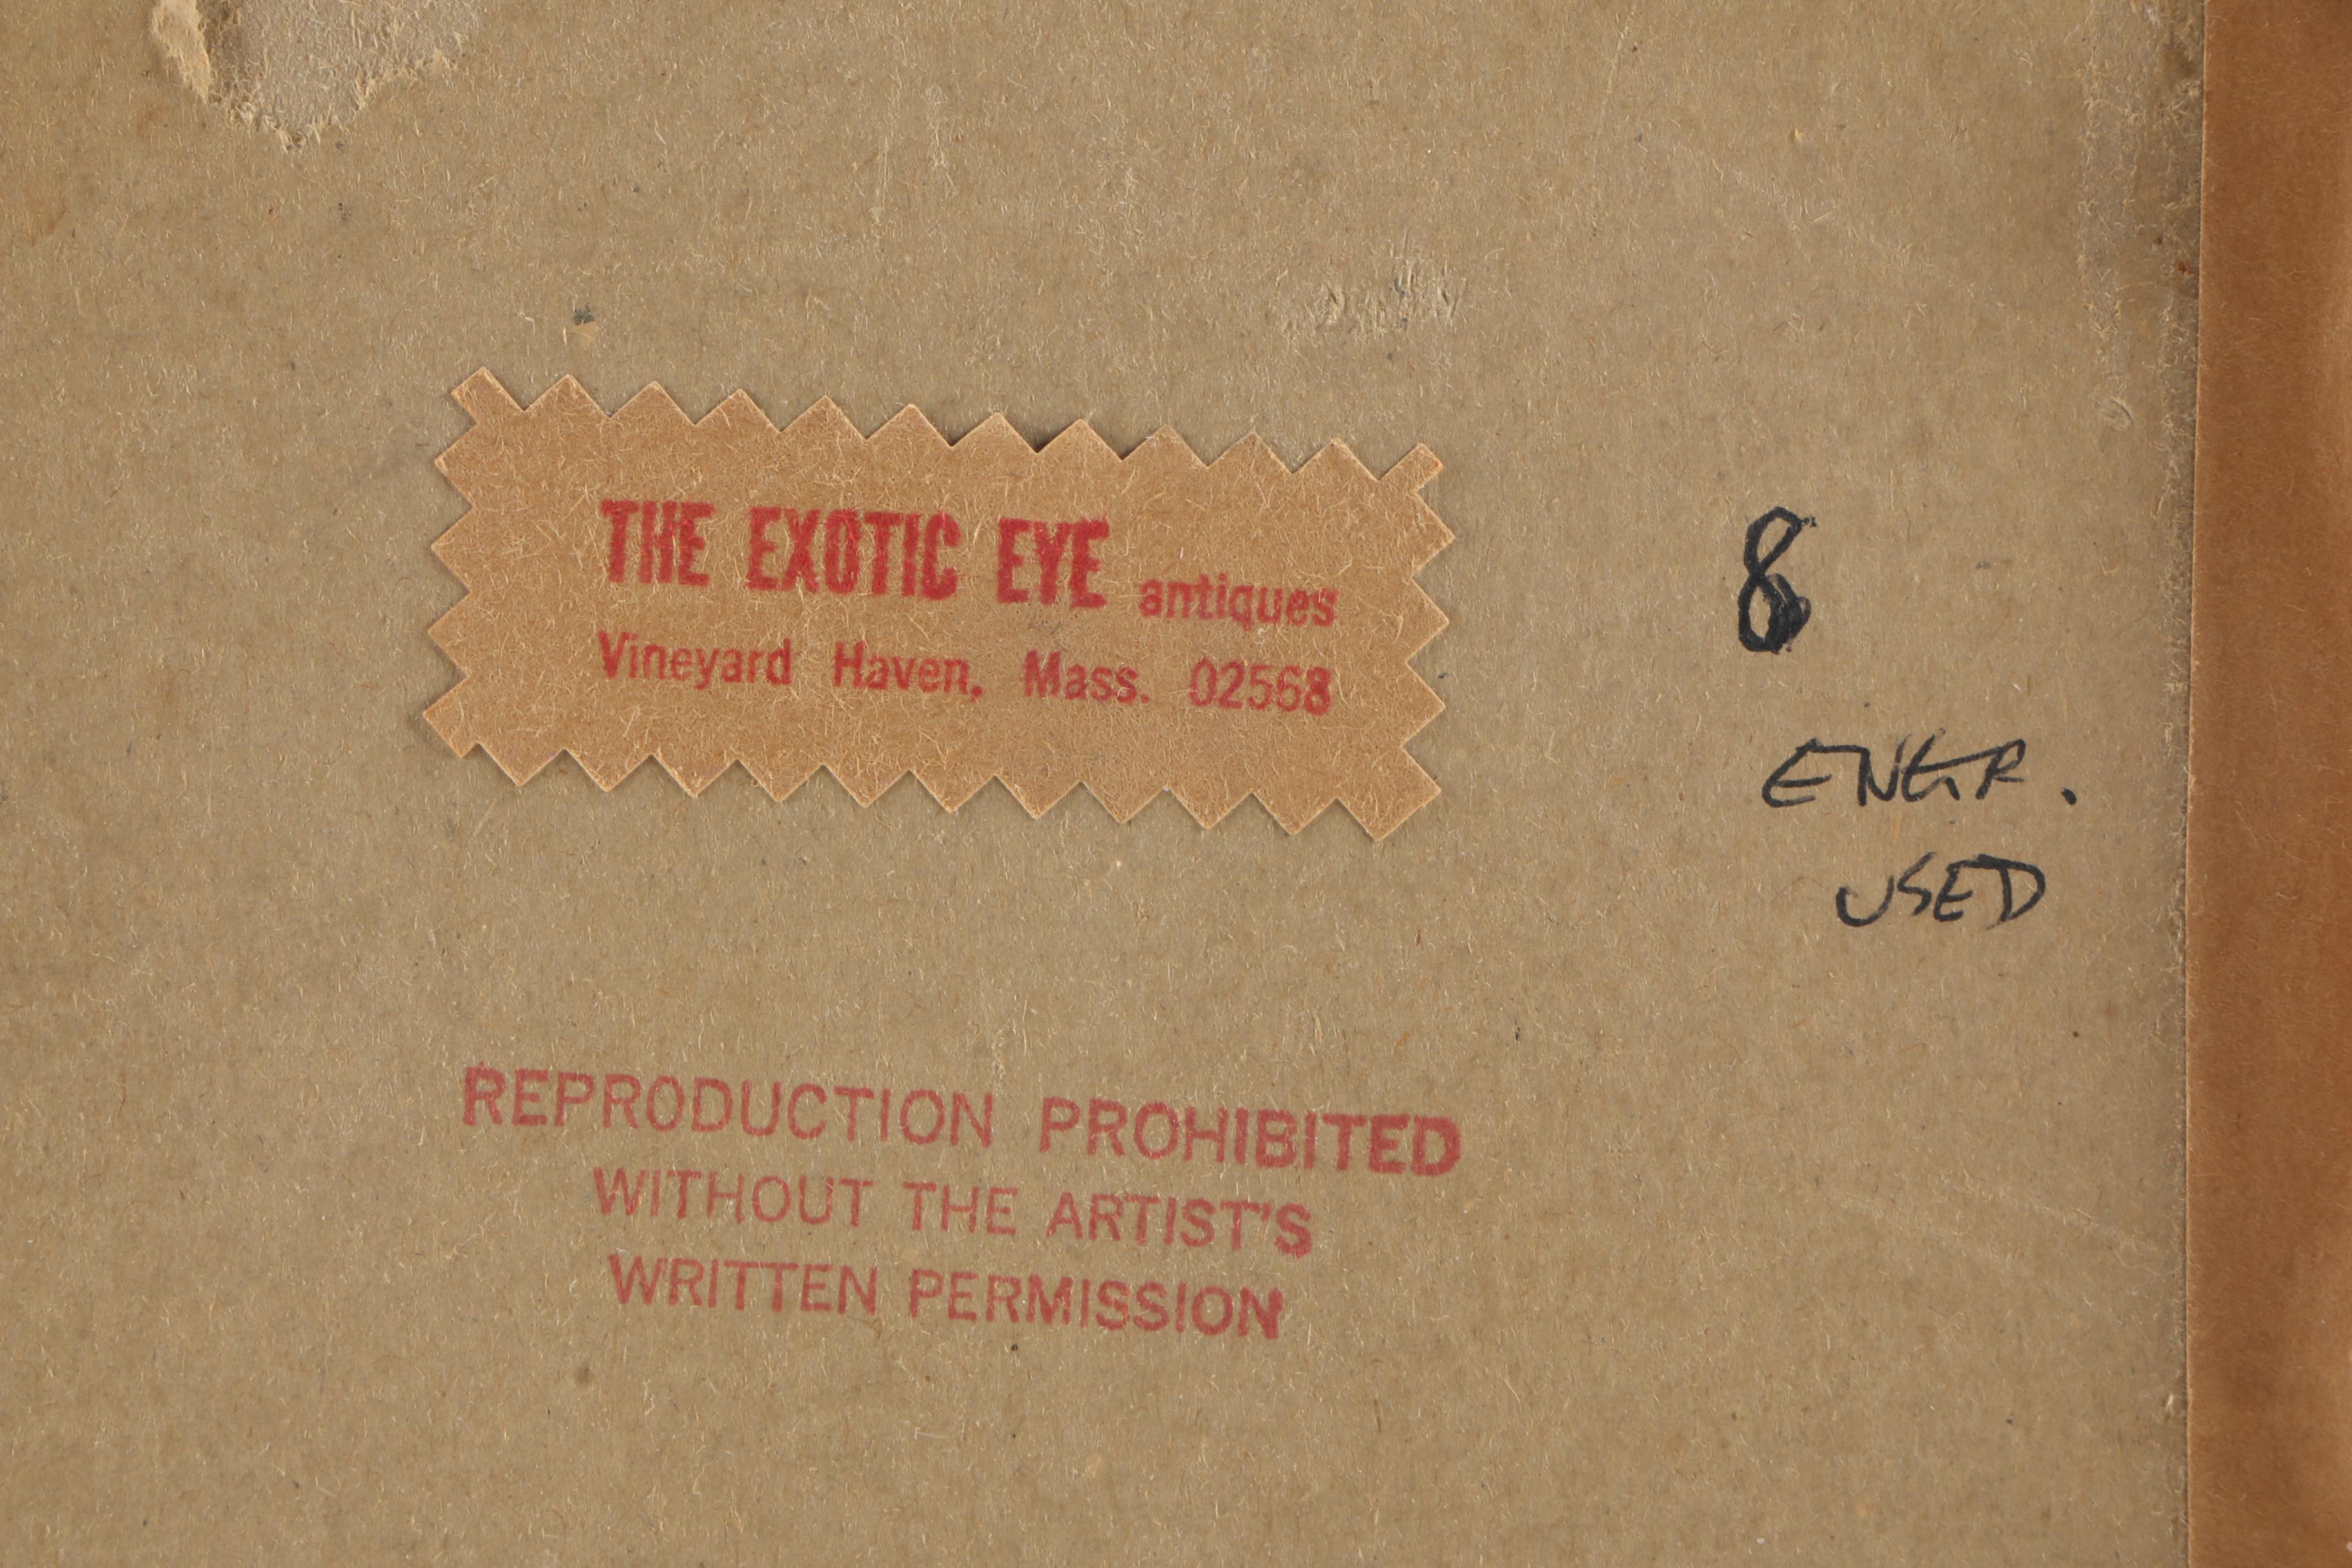 THE EXOTIC EYE antiques
Vineyard Haven, Mass. 02568
8
ENGR.
USED
REPRODUCTION PROHIBITED
WITHOUT THE ARTIST'S
WRITTEN PERMISSION